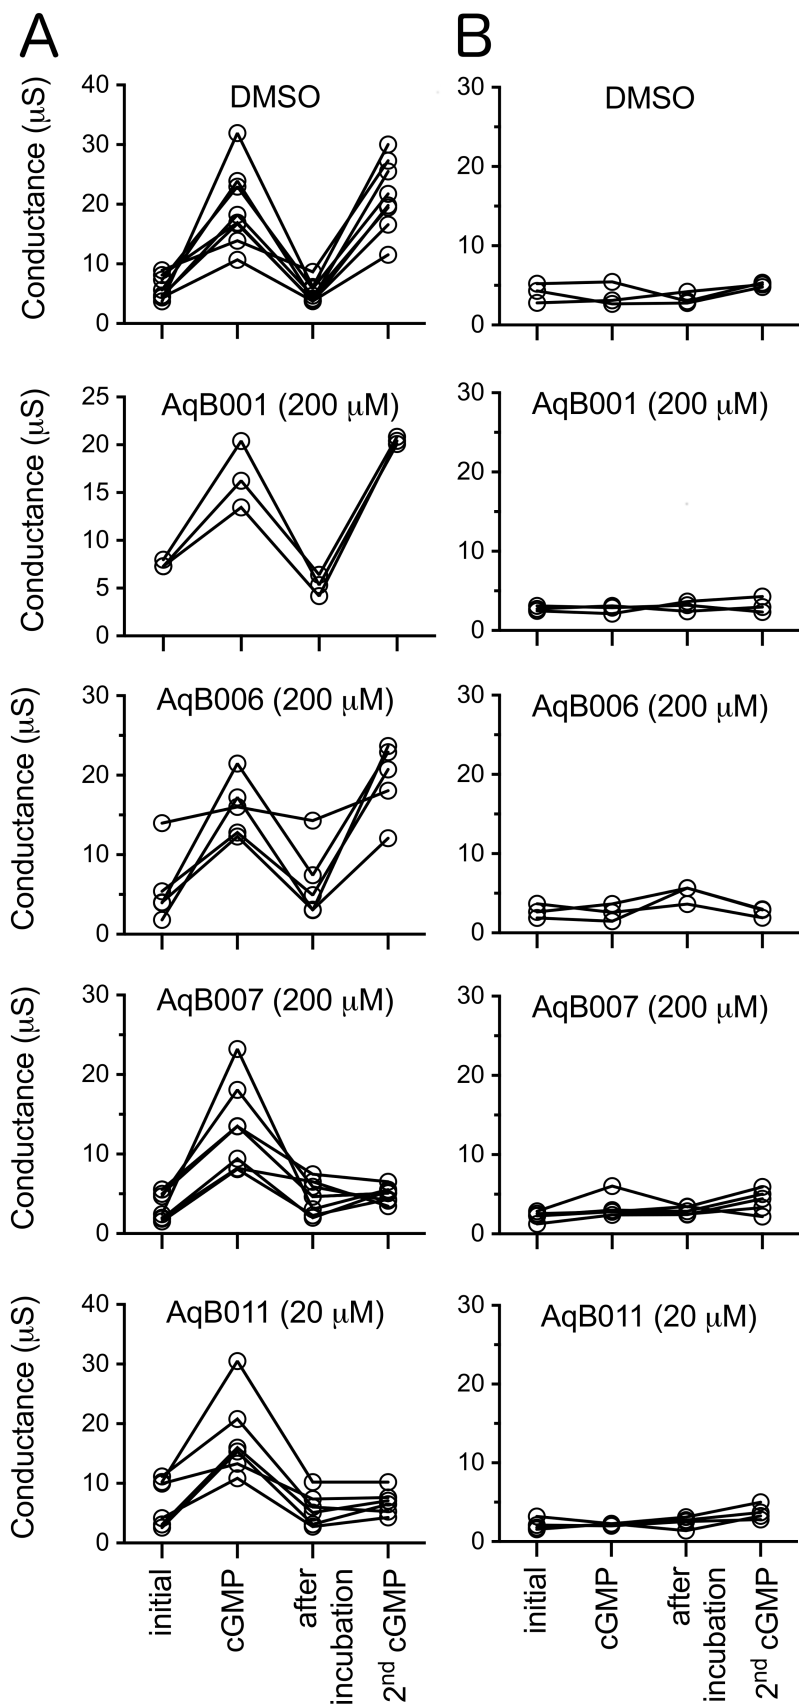 A
B
Conductance (µS)
DMSO
40
30
20
10
0
DMSO
30
20
10
0
Conductance (µS)
AqB001 (200 µM)
25
20
15
10
5
0
AqB001 (200 µM)
30
20
10
0
Conductance (µS)
AqB006 (200 µM)
30
20
10
0
AqB006 (200 µM)
30
20
10
0
Conductance (µS)
AqB007 (200 µM)
30
20
10
0
AqB007 (200 µM)
30
20
10
0
Conductance (µS)
AqB011 (20 µM)
40
30
20
10
0
AqB011 (20 µM)
30
20
10
0
initial
cGMP
after
incubation
2nd cGMP
initial
cGMP
after
incubation
2nd cGMP